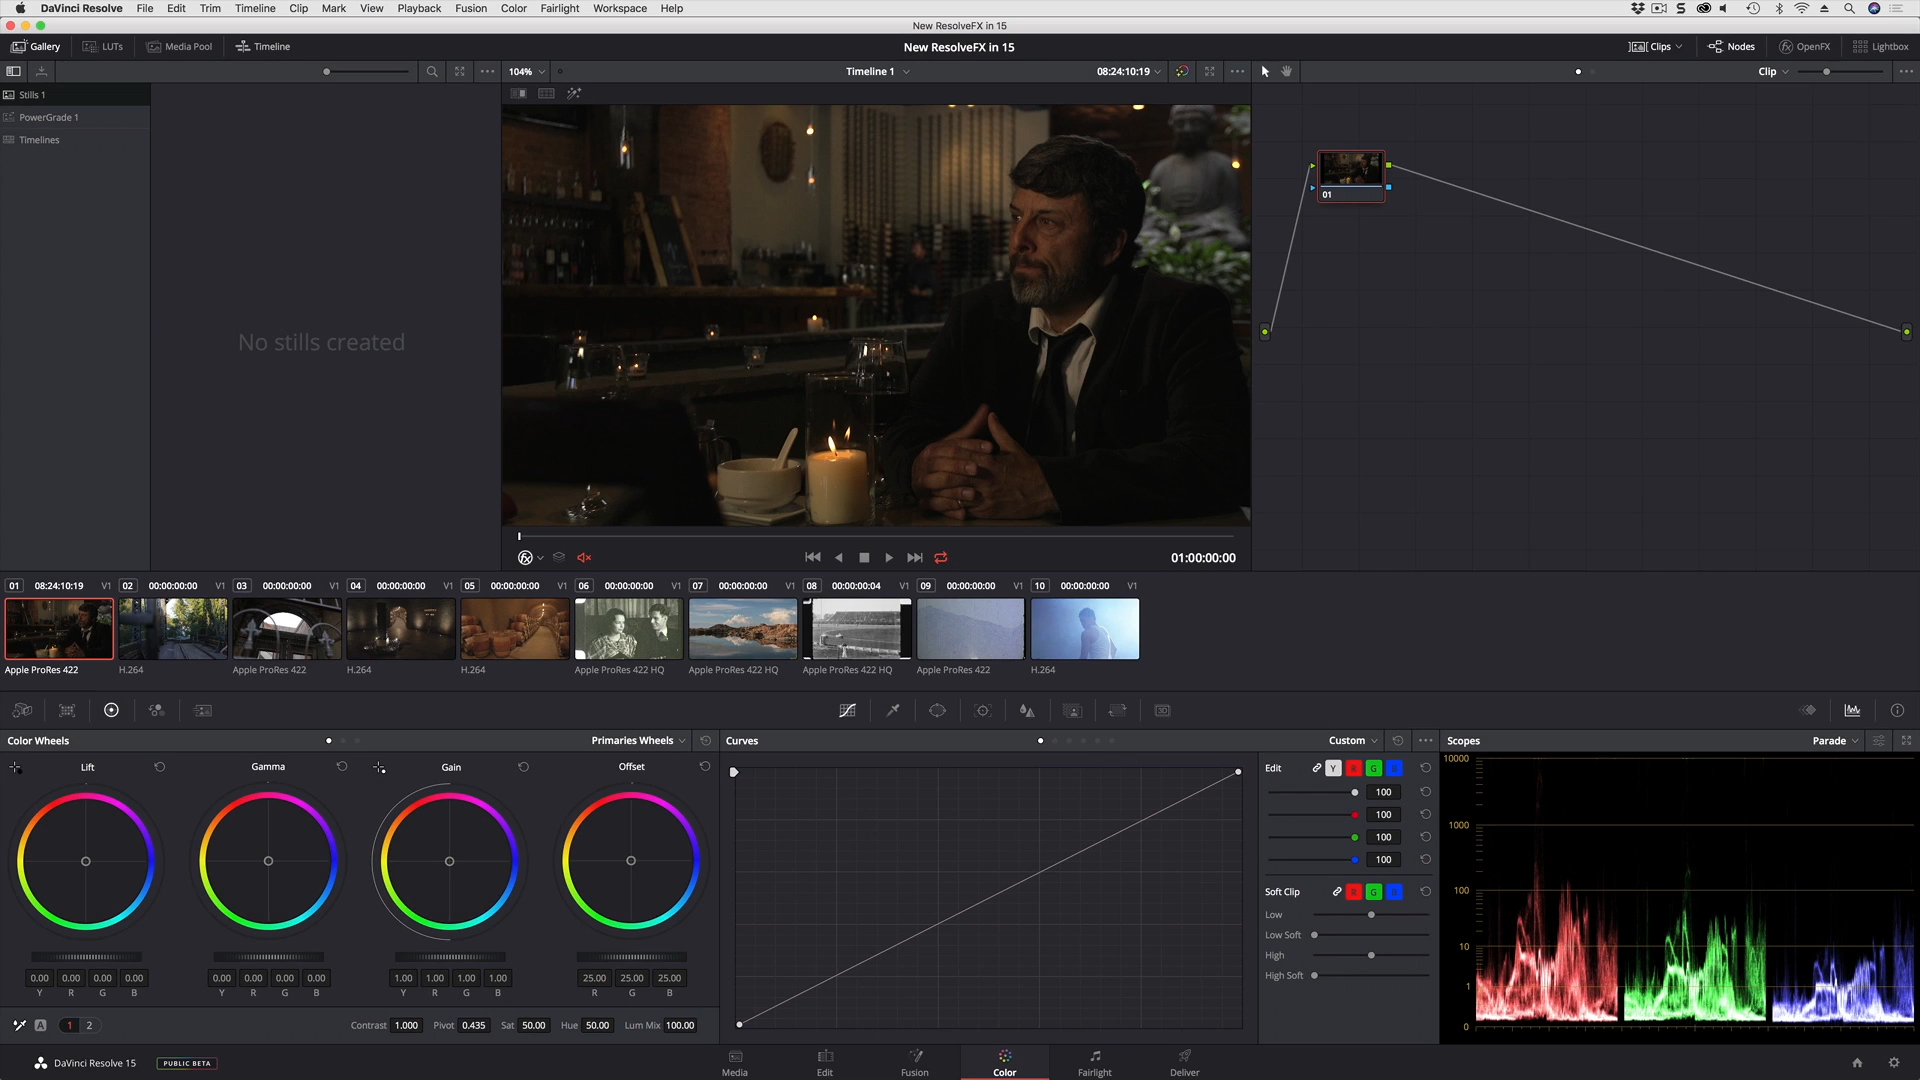 DaVinci Resolve File Edit Trim Timeline Clip Mark View Playback Fusion Color Fairlight Workspace Help
New ResolveFX in 15
Gallery LUTs Media Pool Timeline New ResolveFX in 15 Clips Nodes OpenFX Lightbox
104% Timeline 1 08:24:10:19 Clip
Stills 1
PowerGrade 1
Timelines
No stills created
01
01:00:00:00
01 08:24:10:19 V1 02 00:00:00:00 V1 03 00:00:00:00 V1 04 00:00:00:00 V1 05 00:00:00:00 V1 06 00:00:00:00 V1 07 00:00:00:00 V1 08 00:00:00:04 V1 09 00:00:00:00 V1 10 00:00:00:00 V1
Apple ProRes 422 H.264 Apple ProRes 422 H.264 H.264 Apple ProRes 422 HQ Apple ProRes 422 HQ Apple ProRes 422 HQ Apple ProRes 422 H.264
3D
Color Wheels Primaries Wheels Curves Custom Scopes Parade
Lift Gamma Gain Offset
0.00 0.00 0.00 0.00 0.00 0.00 0.00 0.00 1.00 1.00 1.00 1.00 25.00 25.00 25.00
Y R G B Y R G B Y R G B R G B
A 1 2 Contrast 1.000 Pivot 0.435 Sat 50.00 Hue 50.00 Lum Mix 100.00
Edit Y R G B
100
100
100
100
Soft Clip R G B
Low
Low Soft
High
High Soft
10000
1000
100
10
1
0
DaVinci Resolve 15 PUBLIC BETA Media Edit Fusion Color Fairlight Deliver